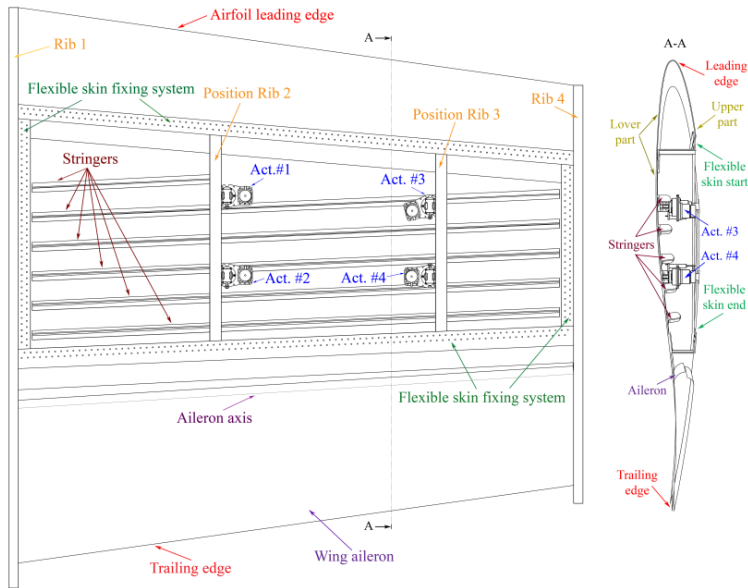 Airfoil leading edge
A
A-A
Rib 1
Leading
edge
Flexible skin fixing system
Position Rib 2
Position Rib 3
Rib 4
Lover
part
Upper
part
Stringers
Act.#1
Act. #3
Flexible
skin start
Act. #3
Stringers
Act. #4
Act. #2
Act. #4
Flexible
skin end
Aileron
Flexible skin fixing system
Aileron axis
Trailing
edge
A
Wing aileron
Trailing edge